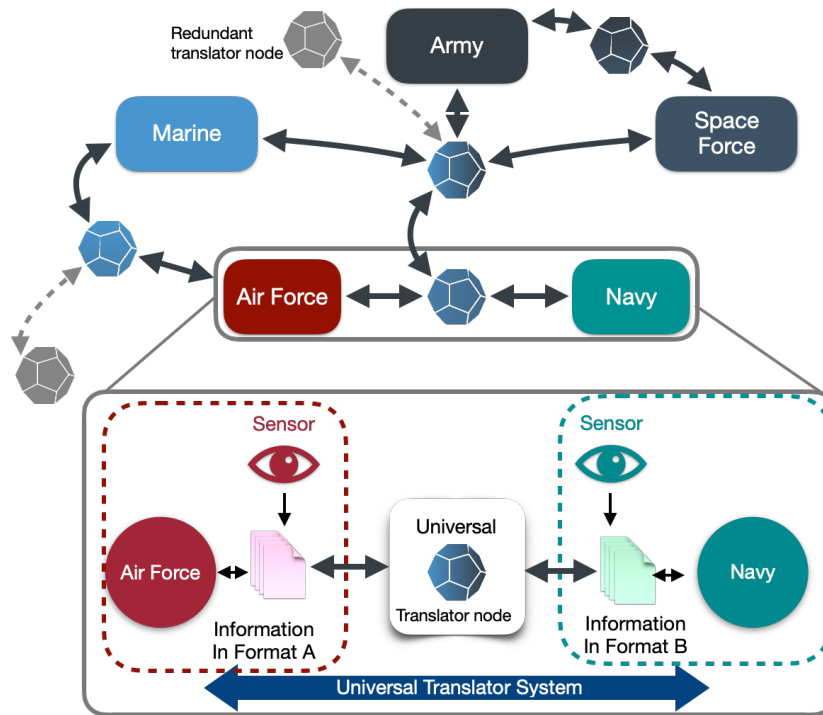 Redundant
translator node
Army
Marine
Space
Force
Air Force
Navy
Sensor
Sensor
Universal
Air Force
Translator node
Navy
Information
In Format A
Information
In Format B
Universal Translator System